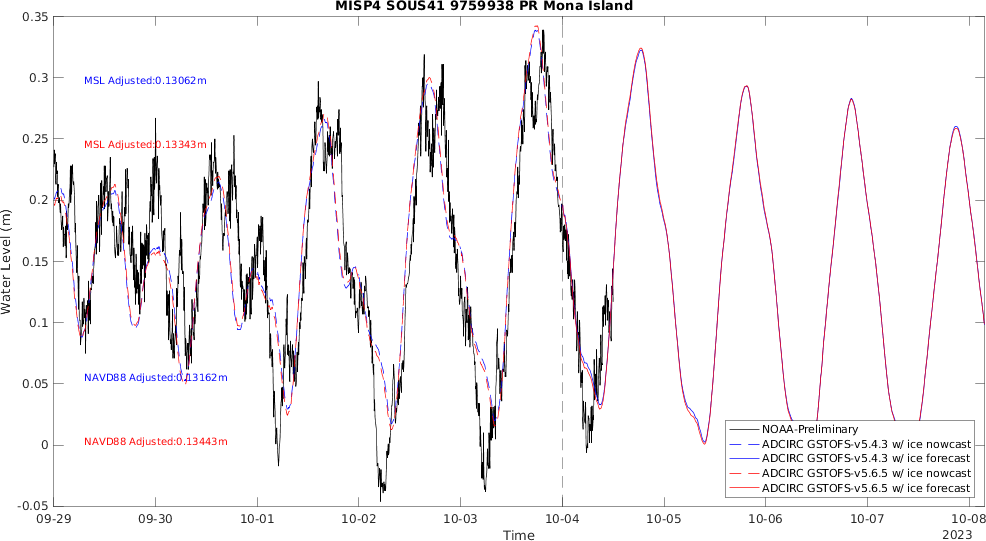 MISP4 SOUS41 9759938 PR Mona Island
0.35
0.3
0.25
0.2
0.15
0.1
0.05
0
-0.05
Water Level (m)
MSL Adjusted:0.13062m
MSL Adjusted:0.13343m
NAVD88 Adjusted:0.13162m
NAVD88 Adjusted:0.13443m
NOAA-Preliminary
ADCIRC GSTOFS-v5.4.3 w/ ice nowcast
ADCIRC GSTOFS-v5.4.3 w/ ice forecast
ADCIRC GSTOFS-v5.6.5 w/ ice nowcast
ADCIRC GSTOFS-v5.6.5 w/ ice forecast
09-29 09-30 10-01 10-02 10-03 10-04 10-05 10-06 10-07 10-08
Time
2023